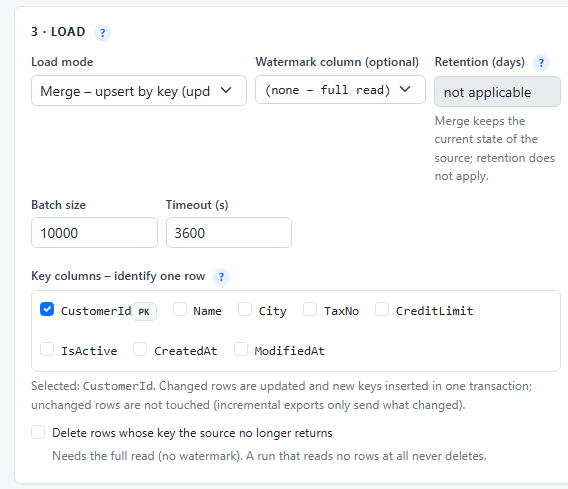 3 · LOAD ?
Load mode
Watermark column (optional)
Retention (days) ?
Merge – upsert by key (upd
(none – full read)
not applicable
Merge keeps the
current state of the
source; retention does
not apply.
Batch size
Timeout (s)
10000
3600
Key columns – identify one row ?
CustomerId PK Name City TaxNo CreditLimit
IsActive CreatedAt ModifiedAt
Selected: CustomerId. Changed rows are updated and new keys inserted in one transaction;
unchanged rows are not touched (incremental exports only send what changed).
Delete rows whose key the source no longer returns
Needs the full read (no watermark). A run that reads no rows at all never deletes.